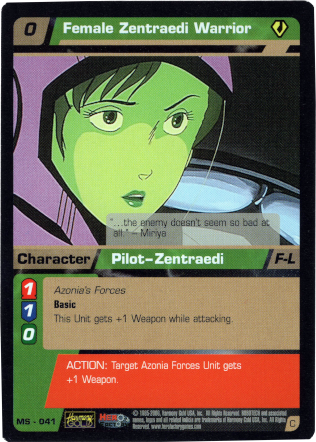 0 Female Zentraedi Warrior
"...the enemy doesn't seem so bad at
all." – Miriya
Character Pilot-Zentraedi F-L
1 Azonia's Forces
1 Basic
0 This Unit gets +1 Weapon while attacking.
ACTION: Target Azonia Forces Unit gets
+1 Weapon.
MS - 041
Harmony
GOLD
C